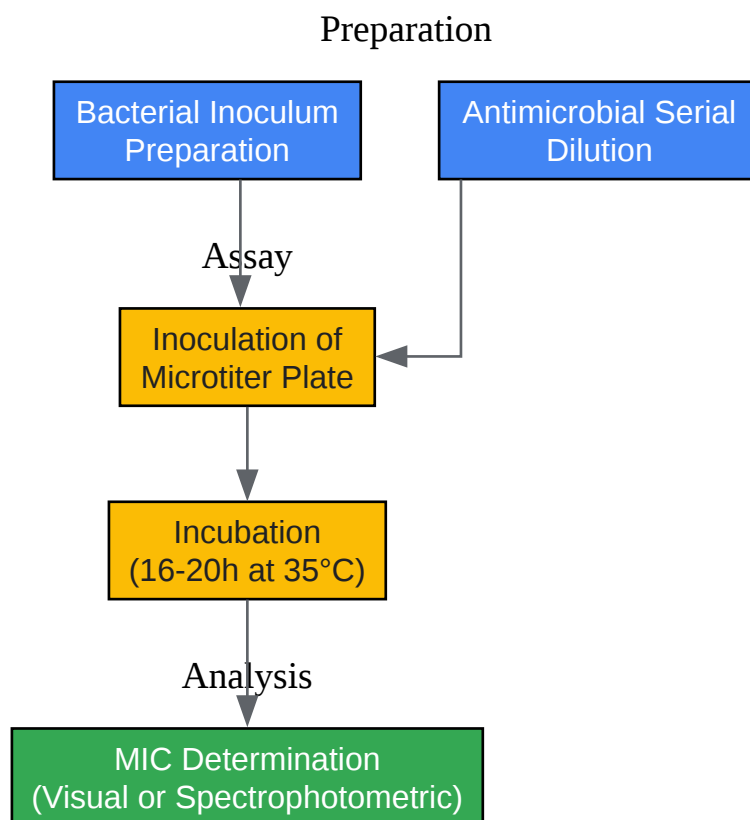 Preparation
Bacterial Inoculum
Preparation
Antimicrobial Serial
Dilution
Assay
Inoculation of
Microtiter Plate
Incubation
(16-20h at 35°C)
Analysis
MIC Determination
(Visual or Spectrophotometric)